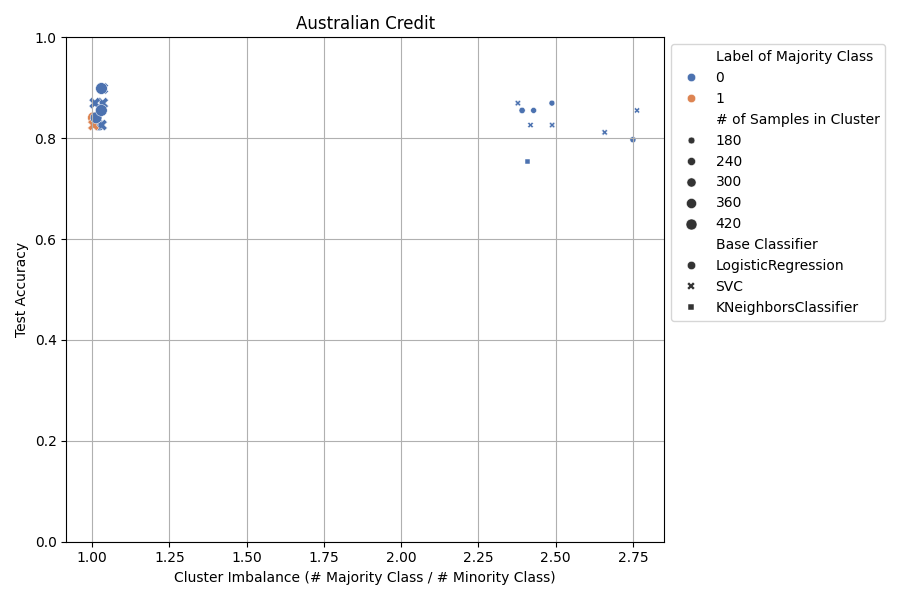 Australian Credit
1.0
0.8
0.6
0.4
0.2
0.0
Test Accuracy
1.00 1.25 1.50 1.75 2.00 2.25 2.50 2.75
Cluster Imbalance (# Majority Class / # Minority Class)
Label of Majority Class
0
1
# of Samples in Cluster
180
240
300
360
420
Base Classifier
LogisticRegression
SVC
KNeighborsClassifier